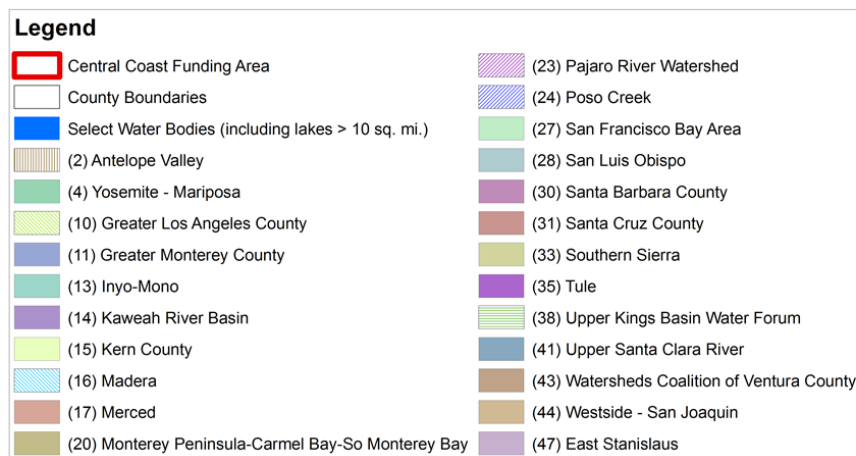 Legend
Central Coast Funding Area
County Boundaries
Select Water Bodies (including lakes > 10 sq. mi.)
(2) Antelope Valley
(4) Yosemite - Mariposa
(10) Greater Los Angeles County
(11) Greater Monterey County
(13) Inyo-Mono
(14) Kaweah River Basin
(15) Kern County
(16) Madera
(17) Merced
(20) Monterey Peninsula-Carmel Bay-So Monterey Bay
(23) Pajaro River Watershed
(24) Poso Creek
(27) San Francisco Bay Area
(28) San Luis Obispo
(30) Santa Barbara County
(31) Santa Cruz County
(33) Southern Sierra
(35) Tule
(38) Upper Kings Basin Water Forum
(41) Upper Santa Clara River
(43) Watersheds Coalition of Ventura County
(44) Westside - San Joaquin
(47) East Stanislaus